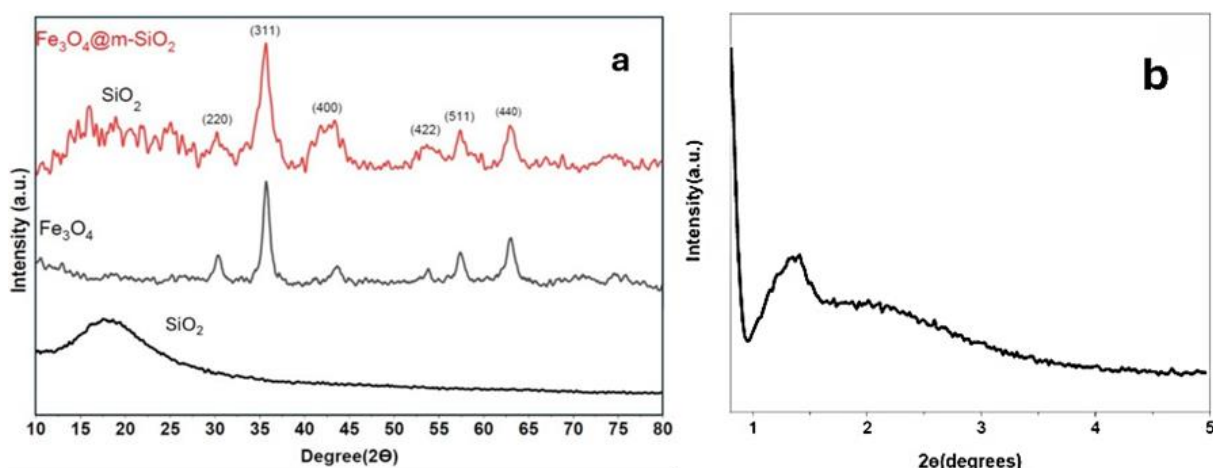 Fe₃O₄@m-SiO₂
a
SiO₂
(220)
(311)
(400)
(422)
(511)
(440)
Fe₃O₄
SiO₂
Intensity (a.u.)
10 15 20 25 30 35 40 45 50 55 60 65 70 75 80
Degree(2Θ)
b
Intensity(a.u.)
1 2 3 4 5
2ɵ(degrees)